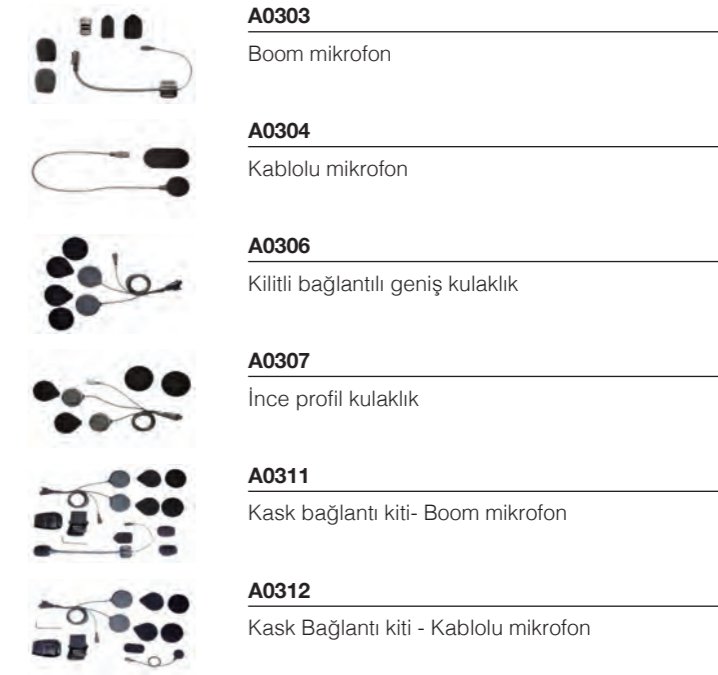 A0303
Boom mikrofon
A0304
Kablolu mikrofon
A0306
Kilitli bağlantılı geniş kulaklık
A0307
İnce profil kulaklık
A0311
Kask bağlantı kiti- Boom mikrofon
A0312
Kask Bağlantı kiti - Kablolu mikrofon